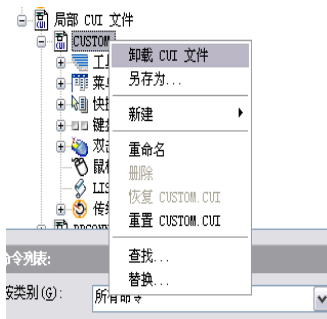 局部 CUI 文件
CUSTOM
卸载 CUI 文件
另存为...
新建
重命名
删除
恢复 CUSTOM.CUI
重置 CUSTOM.CUI
查找...
替换...
工
菜
快
键
双击
鼠
LIS
传
令列表:
安类别(G):
所有命令